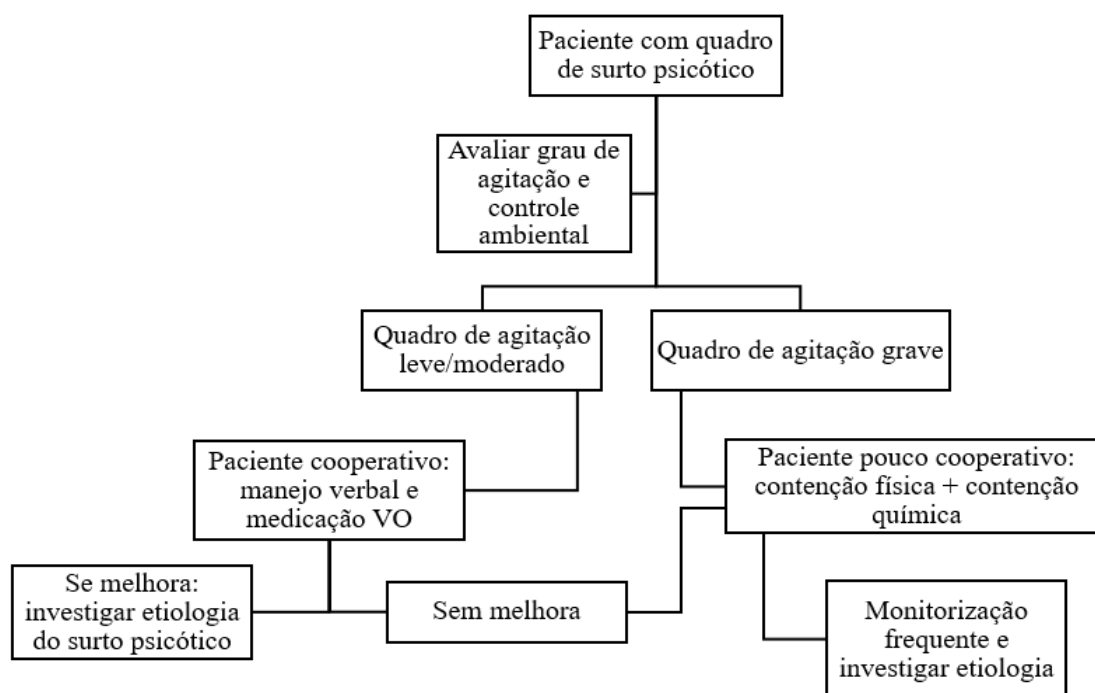 Paciente com quadro
de surto psicótico
Avaliar grau de
agitação e
controle
ambiental
Quadro de agitação
leve/moderado
Quadro de agitação grave
Paciente cooperativo:
manejo verbal e
medicação VO
Paciente pouco cooperativo:
contenção física + contenção
química
Se melhora:
investigar etiologia
do surto psicótico
Sem melhora
Monitorização
frequente e
investigar etiologia